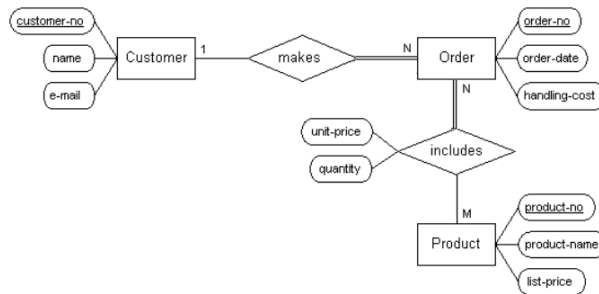 customer-no
name
e-mail
Customer
1
makes
N
Order
order-no
order-date
handling-cost
N
unit-price
quantity
includes
M
Product
product-no
product-name
list-price